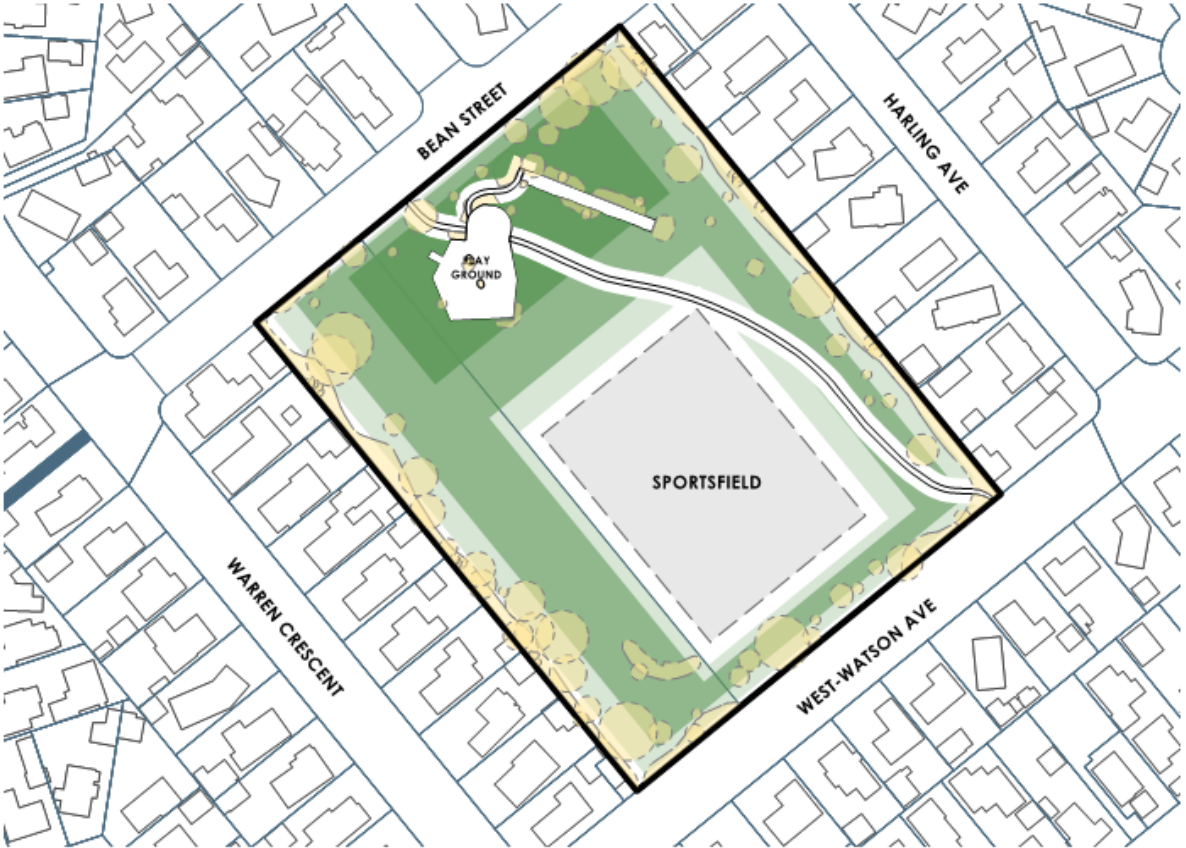 BEAN STREET
HARLING AVE
PLAY
GROUND
SPORTSFIELD
WARREN CRESCENT
WEST-WATSON AVE